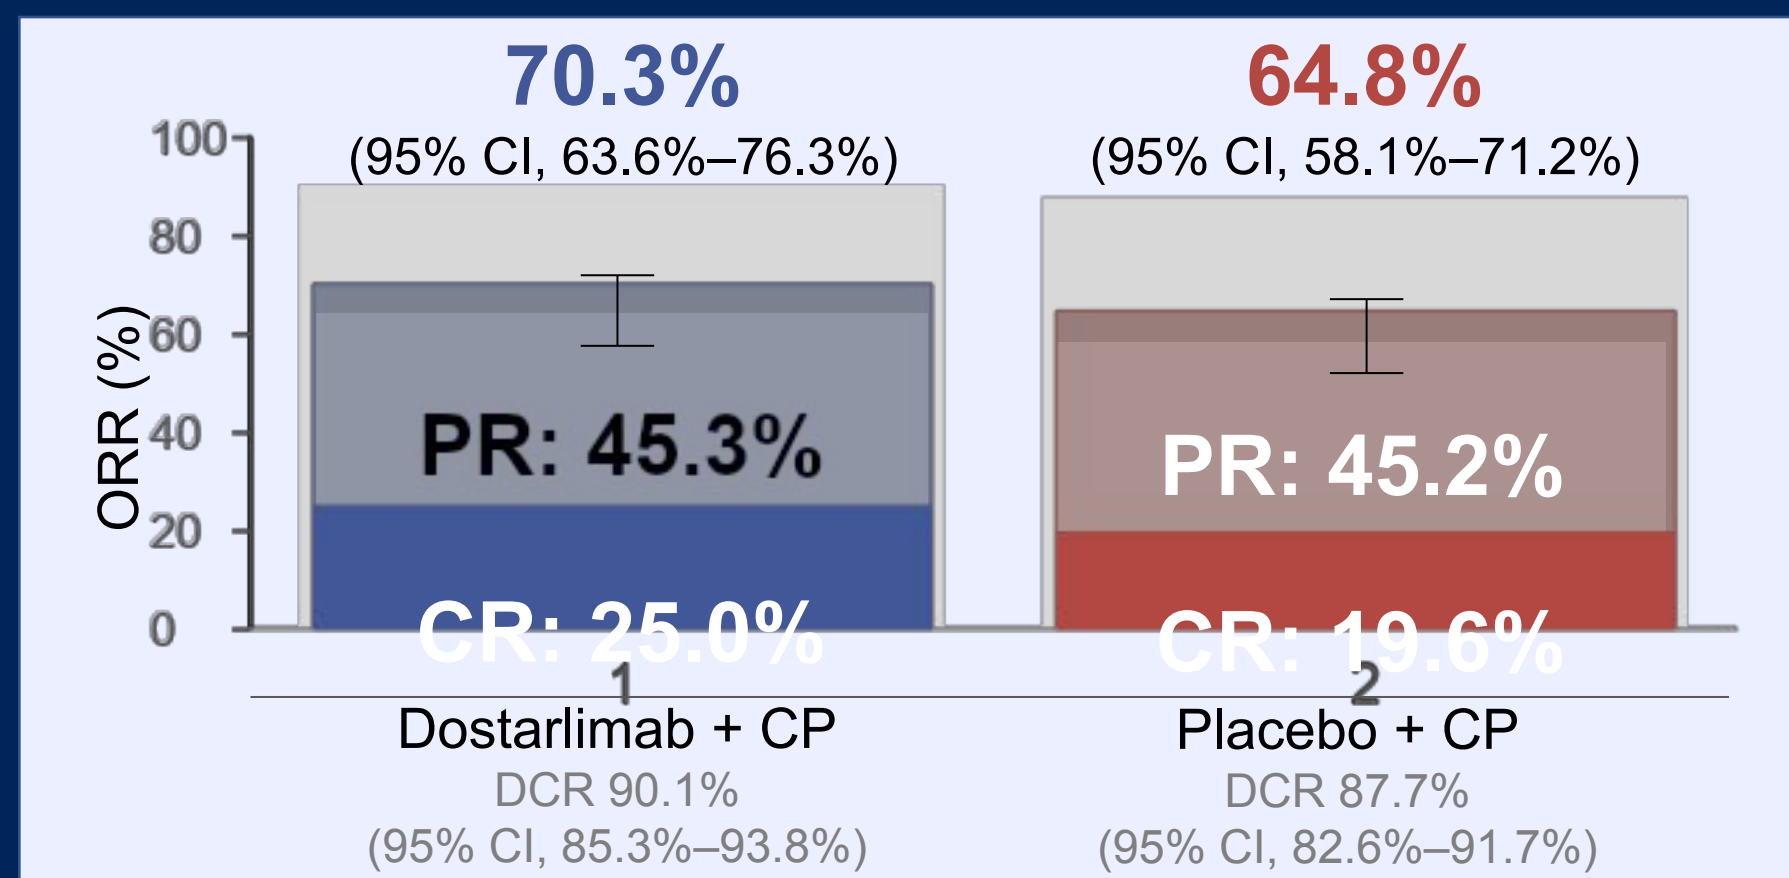 70.3%
(95% CI, 63.6%–76.3%)
64.8%
(95% CI, 58.1%–71.2%)
ORR (%)
100
80
60
40
20
0
PR: 45.3%
CR: 25.0%
PR: 45.2%
CR: 19.6%
1
2
Dostarlimab + CP
DCR 90.1%
(95% CI, 85.3%–93.8%)
Placebo + CP
DCR 87.7%
(95% CI, 82.6%–91.7%)